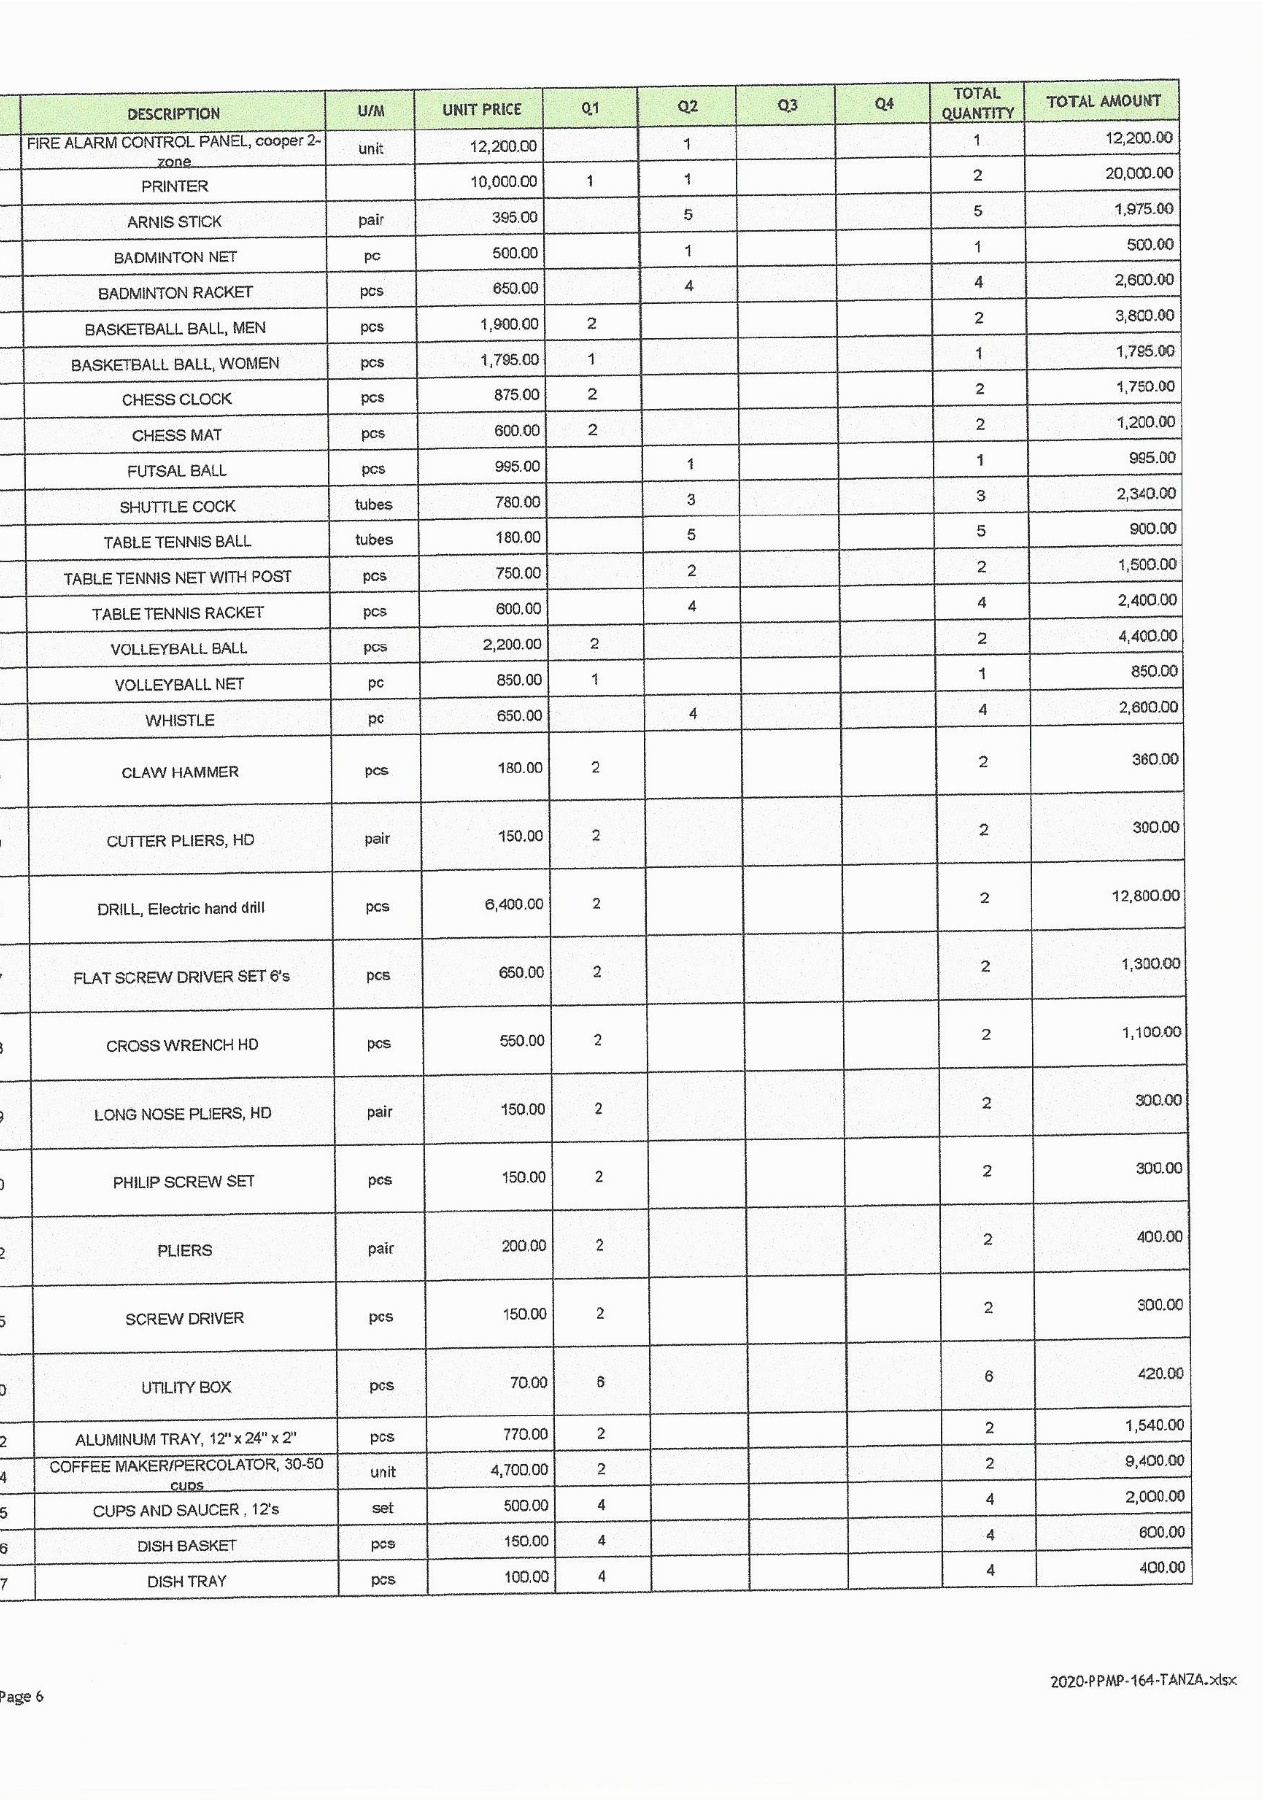 DESCRIPTION U/M UNIT PRICE Q1 Q2 Q3 Q4 TOTAL QUANTITY TOTAL AMOUNT
FIRE ALARM CONTROL PANEL, cooper 2-zone unit 12,200.00 1 1 12,200.00
PRINTER 10,000.00 1 1 2 20,000.00
ARNIS STICK pair 395.00 5 5 1,975.00
BADMINTON NET pc 500.00 1 1 500.00
BADMINTON RACKET pcs 650.00 4 4 2,600.00
BASKETBALL BALL, MEN pcs 1,900.00 2 2 3,800.00
BASKETBALL BALL, WOMEN pcs 1,795.00 1 1 1,795.00
CHESS CLOCK pcs 875.00 2 2 1,750.00
CHESS MAT pcs 600.00 2 2 1,200.00
FUTSAL BALL pcs 995.00 1 1 995.00
SHUTTLE COCK tubes 780.00 3 3 2,340.00
TABLE TENNIS BALL tubes 180.00 5 5 900.00
TABLE TENNIS NET WITH POST pcs 750.00 2 2 1,500.00
TABLE TENNIS RACKET pcs 600.00 4 4 2,400.00
VOLLEYBALL BALL pcs 2,200.00 2 2 4,400.00
VOLLEYBALL NET pc 850.00 1 1 850.00
WHISTLE pc 650.00 4 4 2,600.00
CLAW HAMMER pcs 180.00 2 2 360.00
CUTTER PLIERS, HD pair 150.00 2 2 300.00
DRILL, Electric hand drill pcs 6,400.00 2 2 12,800.00
FLAT SCREW DRIVER SET 6's pcs 650.00 2 2 1,300.00
CROSS WRENCH HD pcs 550.00 2 2 1,100.00
9 LONG NOSE PLIERS, HD pair 150.00 2 2 300.00
0 PHILIP SCREW SET pcs 150.00 2 2 300.00
2 PLIERS pair 200.00 2 2 400.00
5 SCREW DRIVER pcs 150.00 2 2 300.00
0 UTILITY BOX pcs 70.00 6 6 420.00
2 ALUMINUM TRAY, 12" x 24" x 2" pcs 770.00 2 2 1,540.00
4 COFFEE MAKER/PERCOLATOR, 30-50 cups unit 4,700.00 2 2 9,400.00
5 CUPS AND SAUCER , 12's set 500.00 4 4 2,000.00
6 DISH BASKET pcs 150.00 4 4 600.00
7 DISH TRAY pcs 100.00 4 4 400.00
2020-PPMP-164-TANZA.xlsx
Page 6